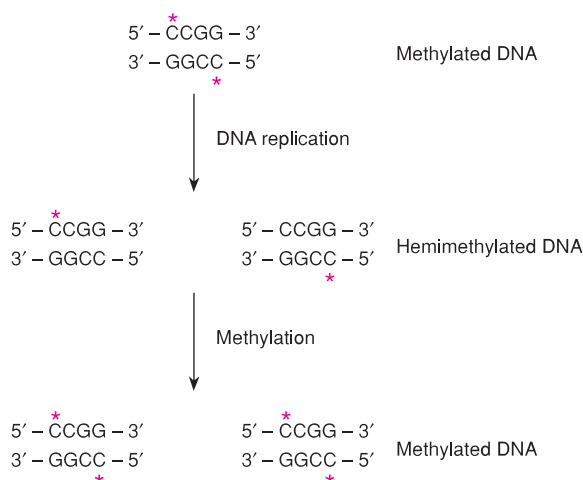 *
5′ – CCGG – 3′
3′ – GGCC – 5′
*
Methylated DNA
DNA replication
* 
5′ – CCGG – 3′
3′ – GGCC – 5′
5′ – CCGG – 3′
3′ – GGCC – 5′
*
Hemimethylated DNA
Methylation
*
5′ – CCGG – 3′
3′ – GGCC – 5′
*
*
5′ – CCGG – 3′
3′ – GGCC – 5′
*
Methylated DNA